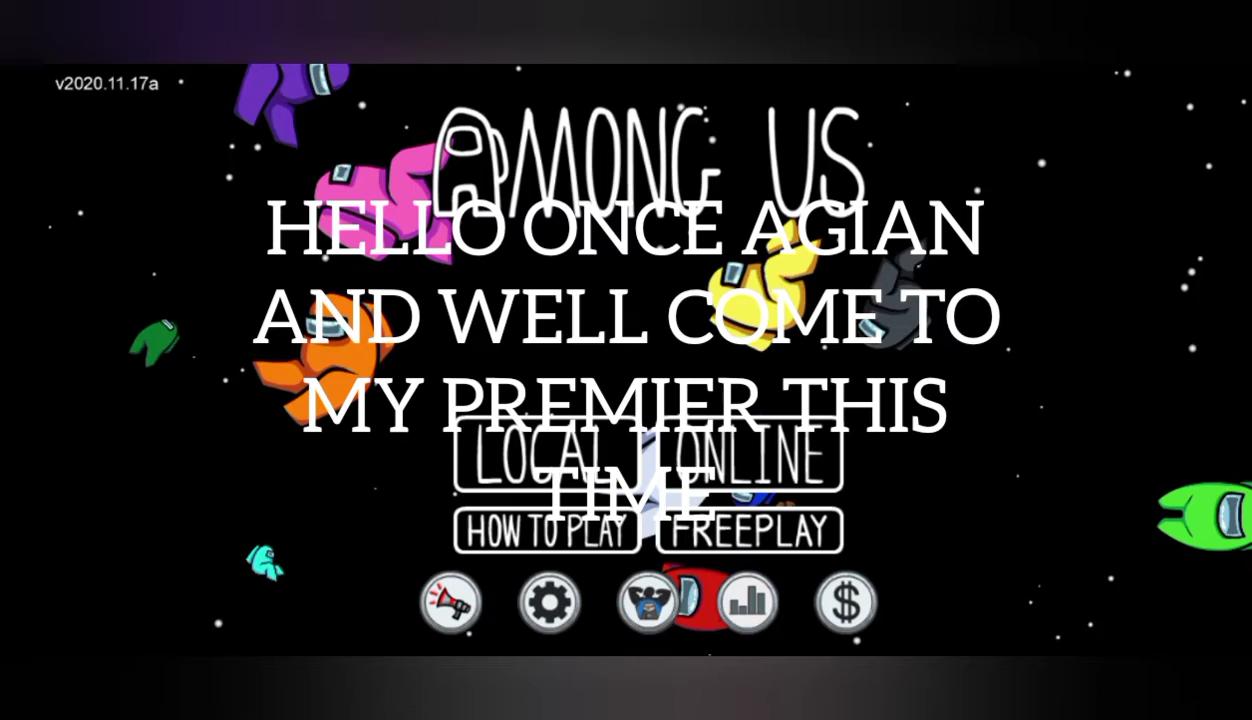 v2020.11.17a
AMONG US
HELLO ONCE AGIAN
AND WELL COME TO
MY PREMIER THIS
TIME
LOCAL
ONLINE
HOW TO PLAY
FREEPLAY
$